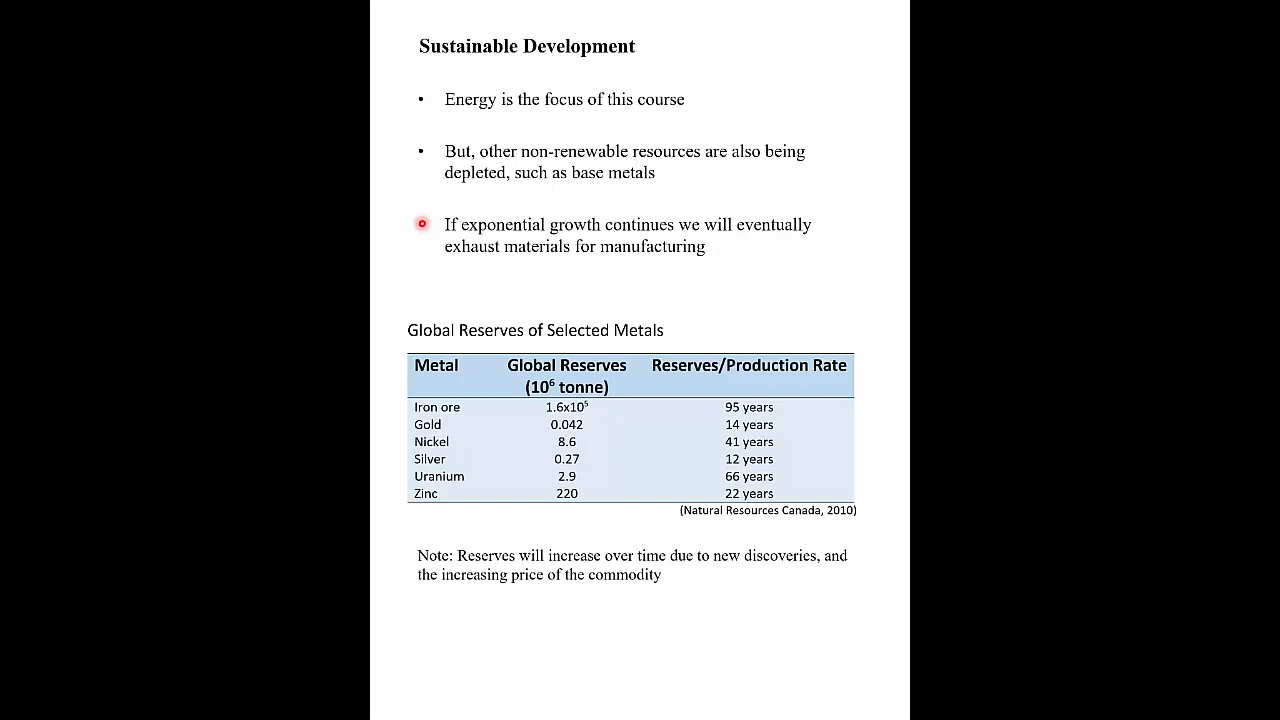 Sustainable Development
• Energy is the focus of this course
• But, other non-renewable resources are also being
depleted, such as base metals
If exponential growth continues we will eventually
exhaust materials for manufacturing
Global Reserves of Selected Metals
Metal Global Reserves Reserves/Production Rate
(10⁶ tonne)
Iron ore 1.6x10⁵ 95 years
Gold 0.042 14 years
Nickel 8.6 41 years
Silver 0.27 12 years
Uranium 2.9 66 years
Zinc 220 22 years
(Natural Resources Canada, 2010)
Note: Reserves will increase over time due to new discoveries, and
the increasing price of the commodity